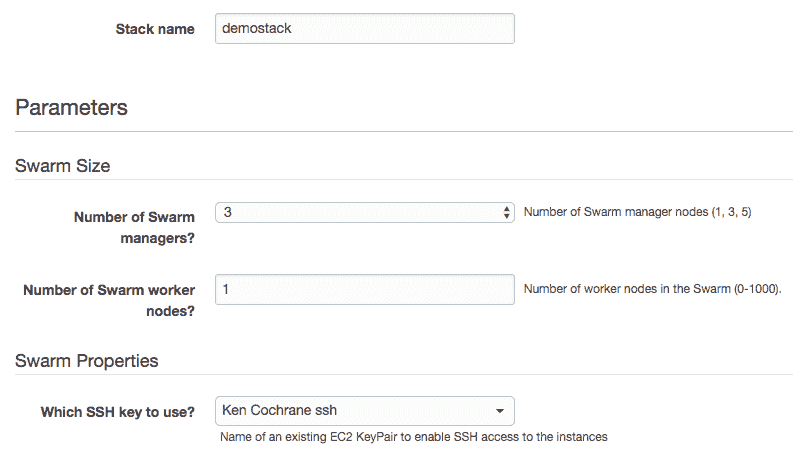 Stack name
demostack
Parameters
Swarm Size
Number of Swarm
managers?
3
Number of Swarm manager nodes (1, 3, 5)
Number of Swarm worker
nodes?
1
Number of worker nodes in the Swarm (0-1000).
Swarm Properties
Which SSH key to use?
Ken Cochrane ssh
Name of an existing EC2 KeyPair to enable SSH access to the instances